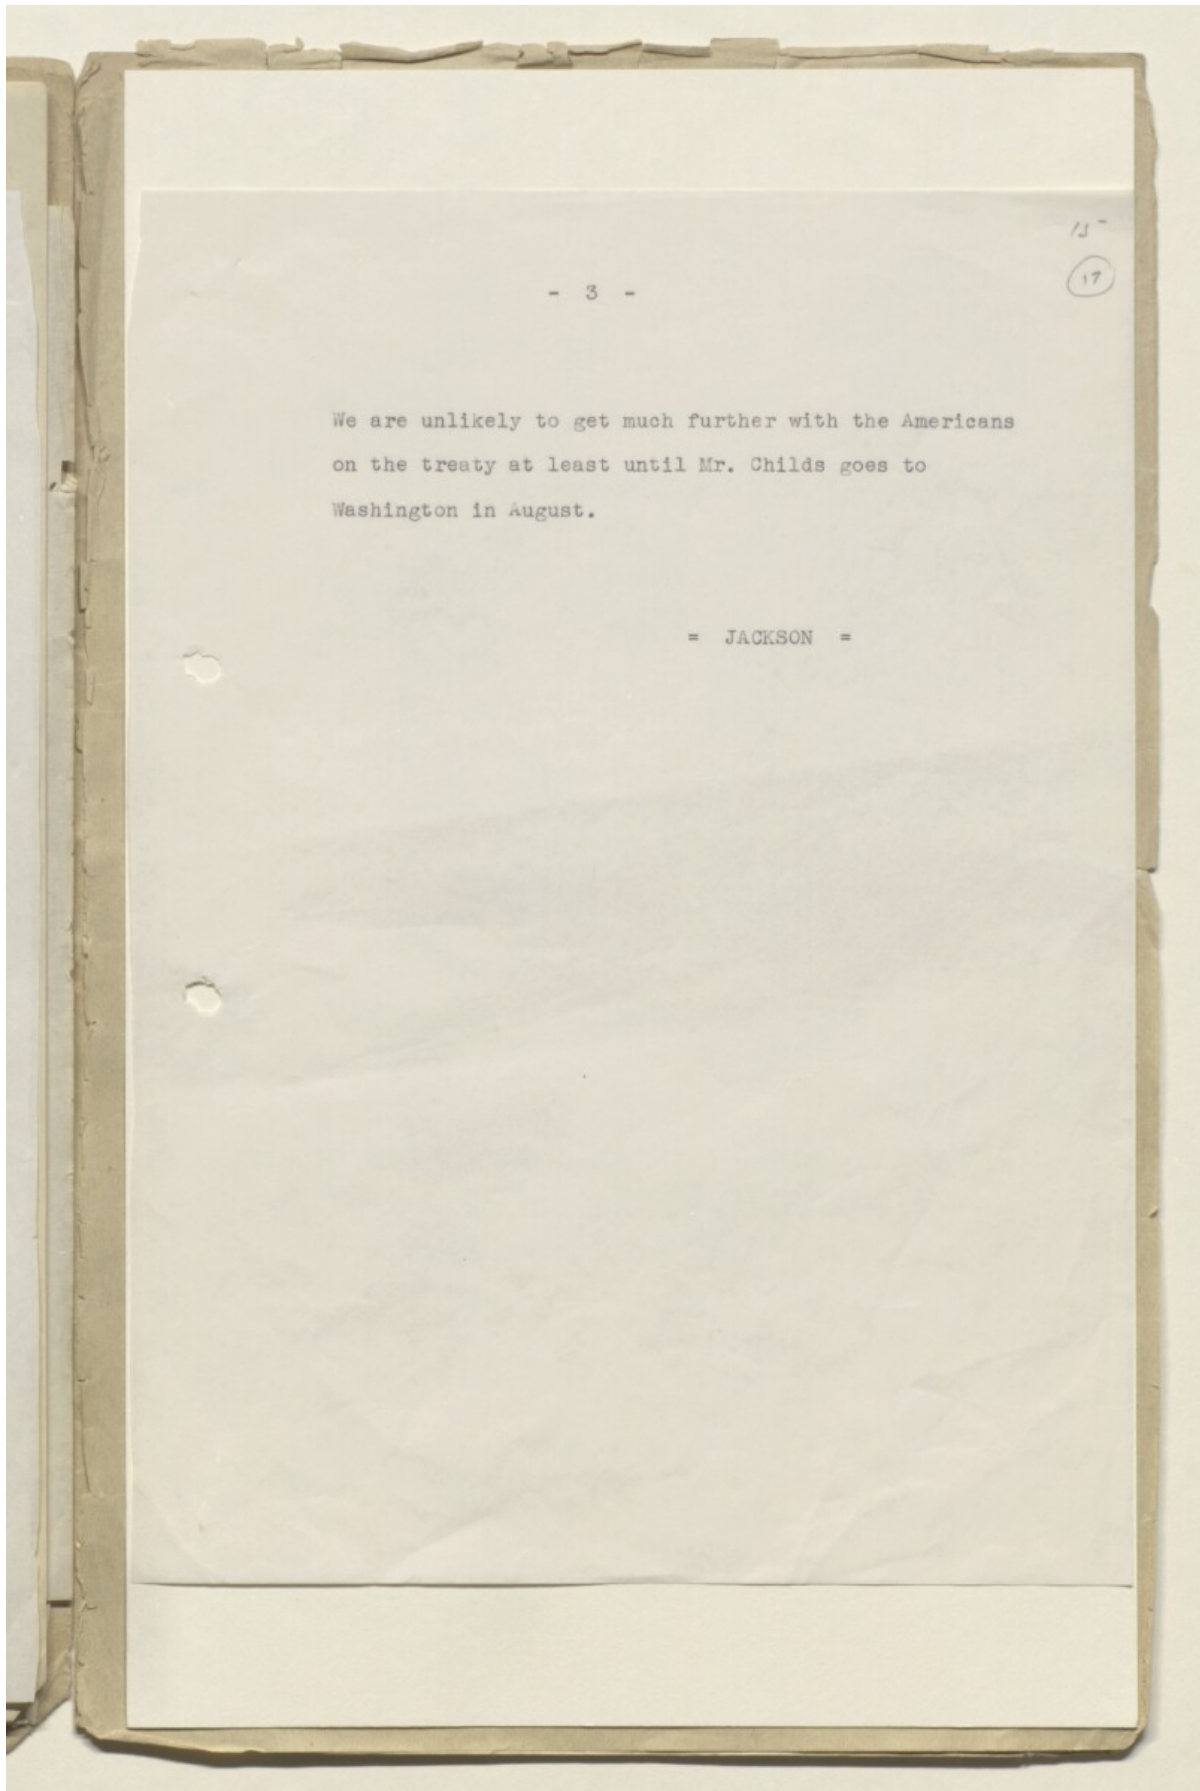 15
17
- 3 -
We are unlikely to get much further with the Americans
on the treaty at least until Mr. Childs goes to
Washington in August.
= JACKSON =